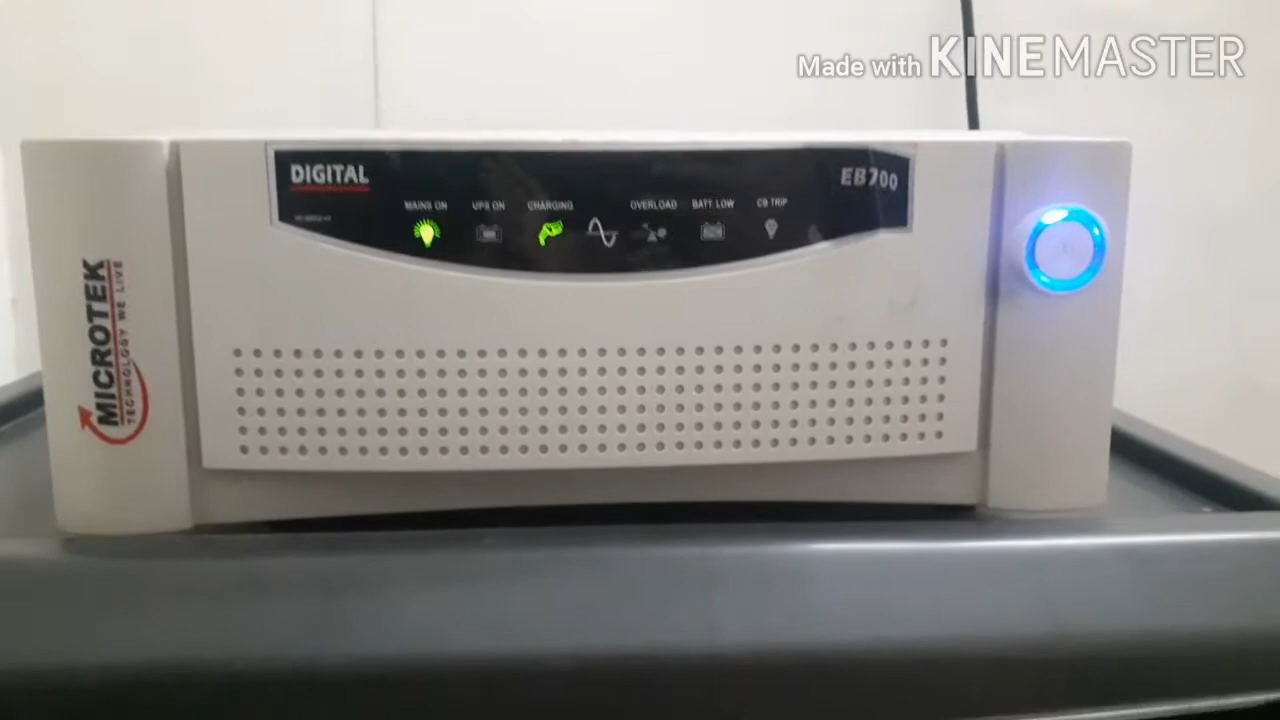 Made with KINEMASTER
DIGITAL
EB700
MAINS ON
UPS ON
CHARGING
OVERLOAD
BATT. LOW
CB TRIP
MICROTEK
TECHNOLOGY WE LIVE